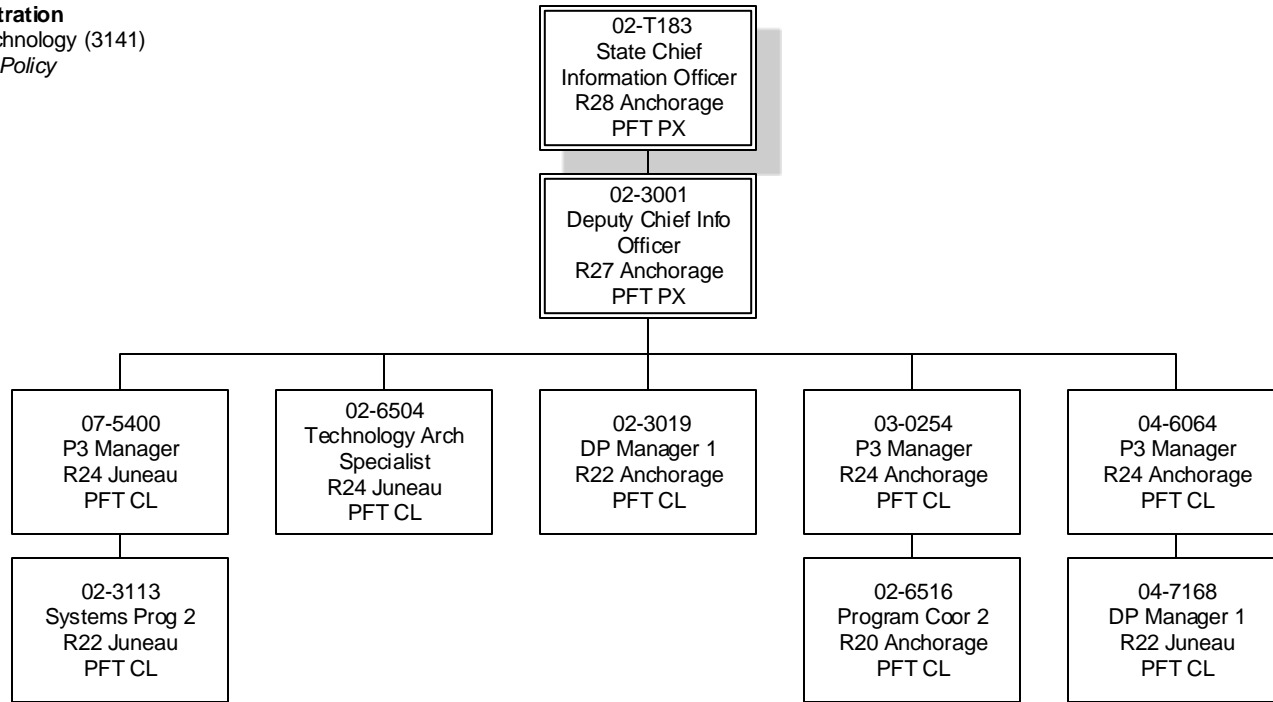 chnology (3141)
Policy
02-T183
State Chief
Information Officer
R28 Anchorage
PFT PX
02-3001
Deputy Chief Info
Officer
R27 Anchorage
PFT PX
07-5400
P3 Manager
R24 Juneau
PFT CL
02-6504
Technology Arch
Specialist
R24 Juneau
PFT CL
02-3019
DP Manager 1
R22 Anchorage
PFT CL
03-0254
P3 Manager
R24 Anchorage
PFT CL
04-6064
P3 Manager
R24 Anchorage
PFT CL
02-3113
Systems Prog 2
R22 Juneau
PFT CL
02-6516
Program Coor 2
R20 Anchorage
PFT CL
04-7168
DP Manager 1
R22 Juneau
PFT CL